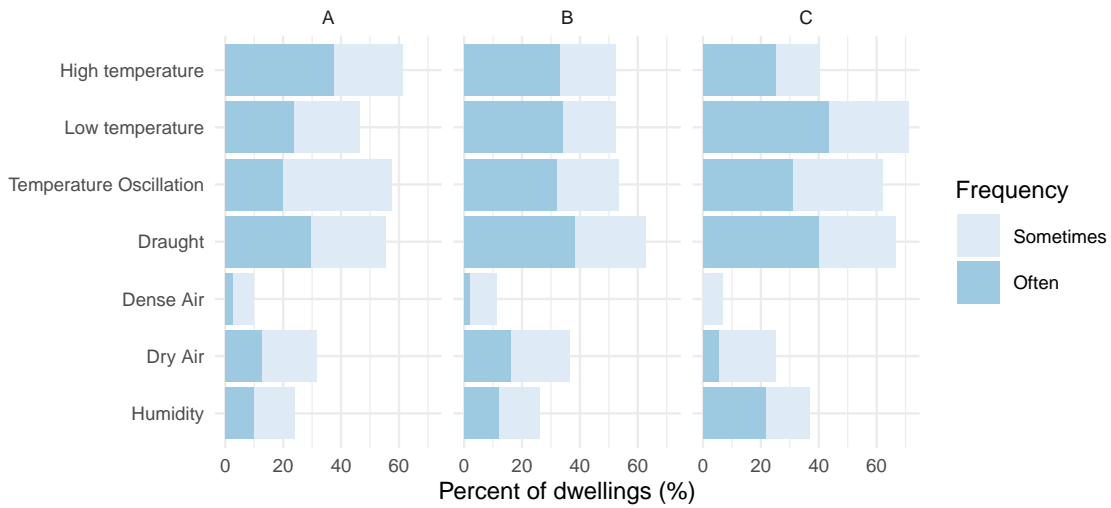 A B C
High temperature
Low temperature
Temperature Oscillation
Draught
Dense Air
Dry Air
Humidity
0 20 40 60 0 20 40 60 0 20 40 60
Percent of dwellings (%)
Frequency
Sometimes
Often